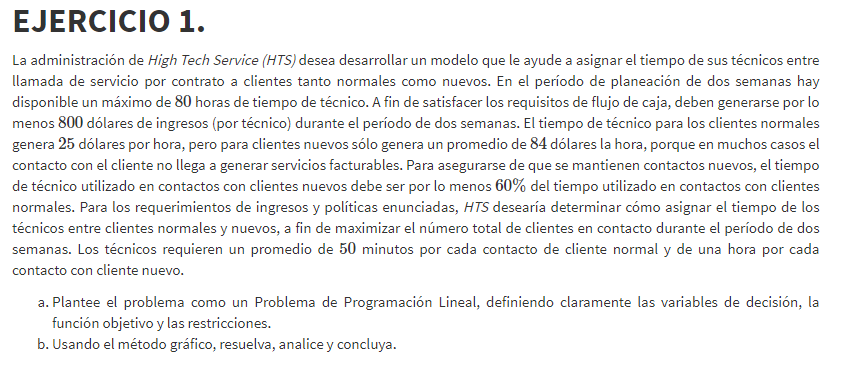 EJERCICIO 1.
La administración de High Tech Service (HTS) desea desarrollar un modelo que le ayude a asignar el tiempo de sus técnicos entre
llamada de servicio por contrato a clientes tanto normales como nuevos. En el período de planeación de dos semanas hay
disponible un máximo de 80 horas de tiempo de técnico. A fin de satisfacer los requisitos de flujo de caja, deben generarse por lo
menos 800 dólares de ingresos (por técnico) durante el período de dos semanas. El tiempo de técnico para los clientes normales
genera 25 dólares por hora, pero para clientes nuevos sólo genera un promedio de 84 dólares la hora, porque en muchos casos el
contacto con el cliente no llega a generar servicios facturables. Para asegurarse de que se mantienen contactos nuevos, el tiempo
de técnico utilizado en contactos con clientes nuevos debe ser por lo menos 60% del tiempo utilizado en contactos con clientes
normales. Para los requerimientos de ingresos y políticas enunciadas, HTS desearía determinar cómo asignar el tiempo de los
técnicos entre clientes normales y nuevos, a fin de maximizar el número total de clientes en contacto durante el período de dos
semanas. Los técnicos requieren un promedio de 50 minutos por cada contacto de cliente normal y de una hora por cada
contacto con cliente nuevo.
a. Plantee el problema como un Problema de Programación Lineal, definiendo claramente las variables de decisión, la
función objetivo y las restricciones.
b. Usando el método gráfico, resuelva, analice y concluya.